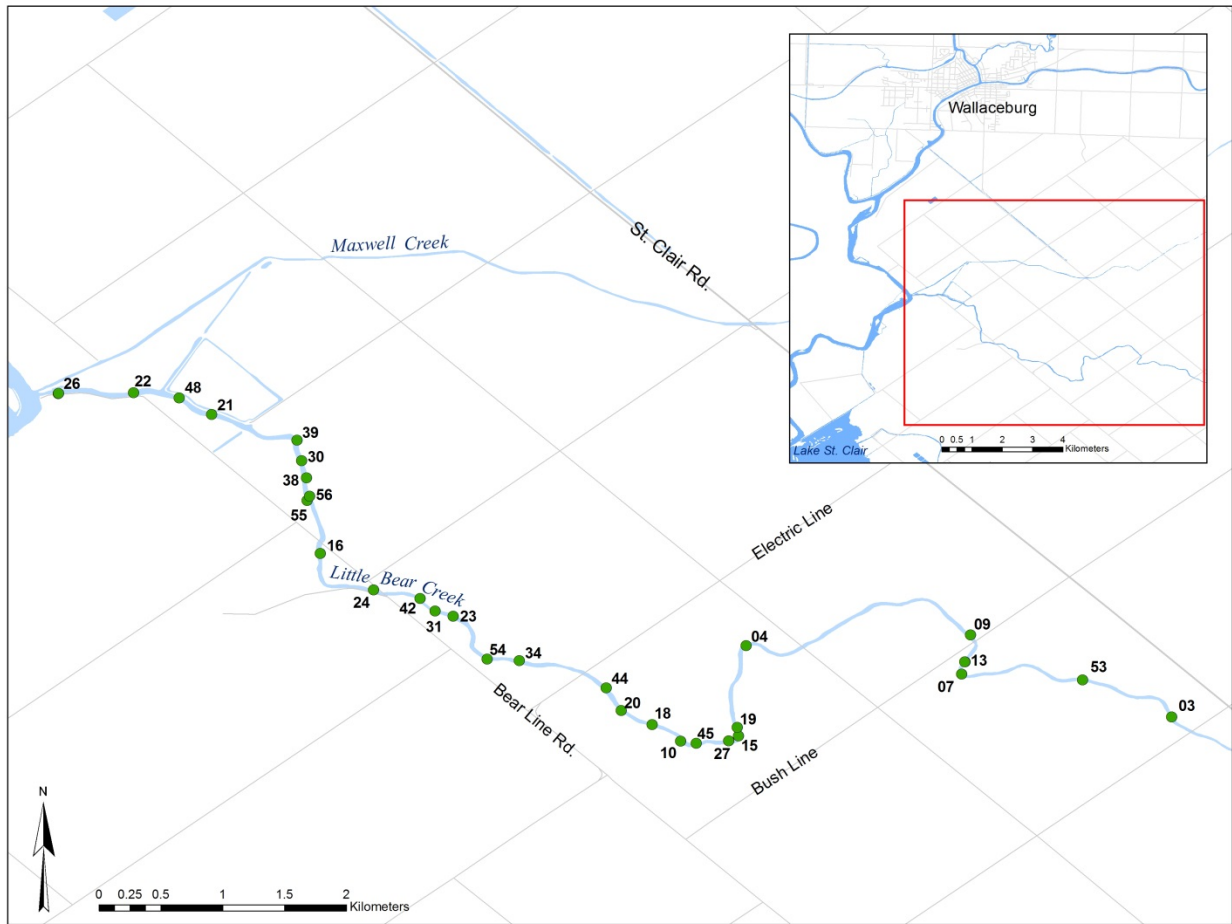 Wallaceburg
Lake St. Clair
0 0.5 1 2 3 4
Kilometers
Maxwell Creek
St. Clair Rd.
26
22
48
21
39
30
38
56
55
16
Little Bear Creek
24
42
31
23
54
34
44
20
18
10
45
27
15
19
04
09
13
07
53
03
Electric Line
Bear Line Rd.
Bush Line
N
0 0.25 0.5 1 1.5 2
Kilometers